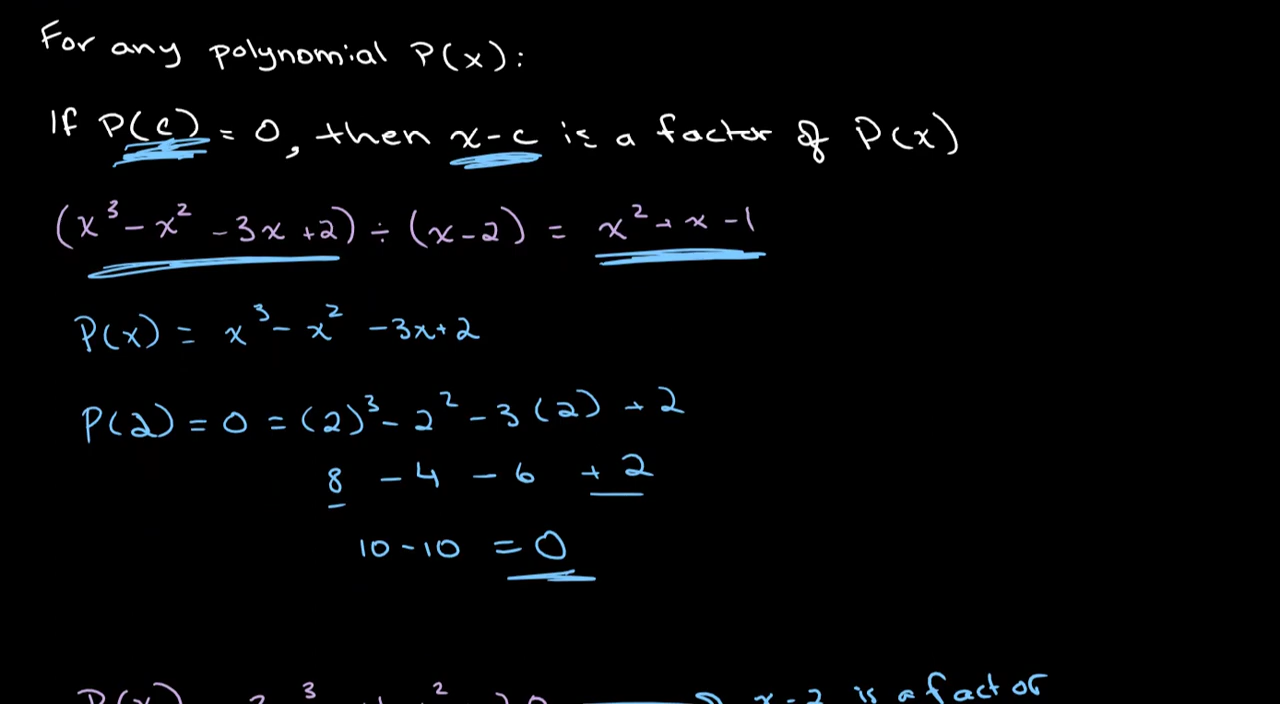 For any polynomial P(x):
If P(c) = 0, then x-c is a factor of P(x)
(x³ - x² - 3x + 2) ÷ (x-2) = x² + x - 1
P(x) = x³ - x² - 3x + 2
P(2) = 0 = (2)³ - 2² - 3(2) + 2
8 - 4 - 6 + 2
10 - 10 = 0
x-2 is a factor